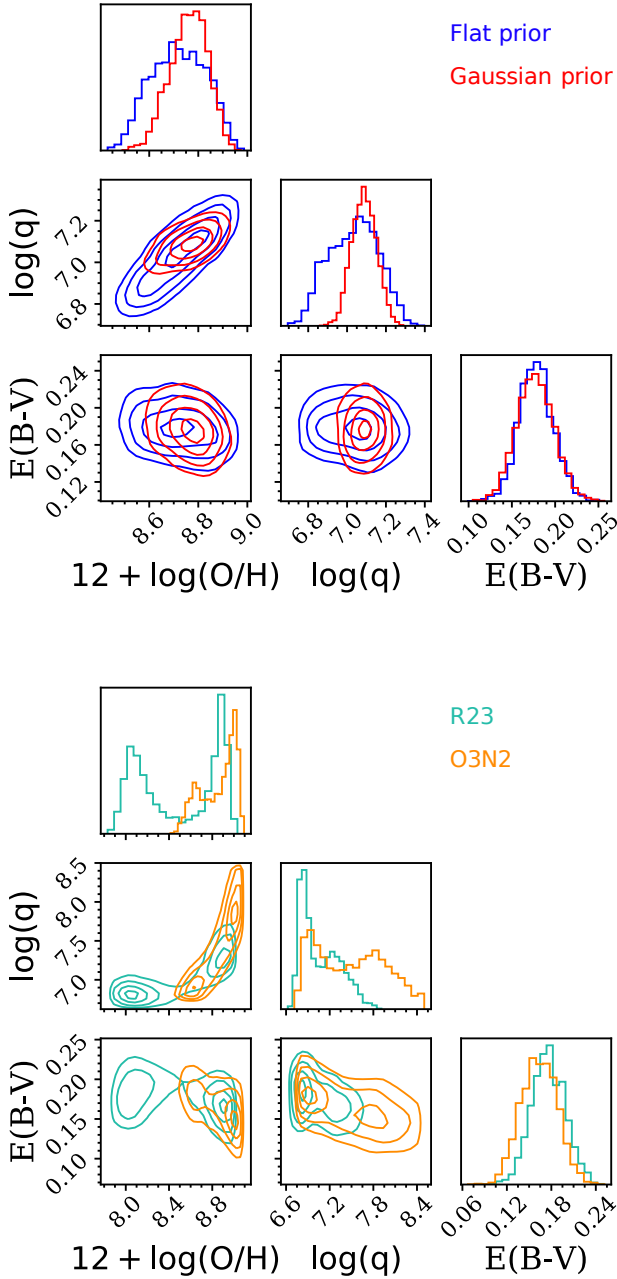 Flat prior
Gaussian prior
log(q)
7.2
7.0
6.8
E(B-V)
0.24
0.20
0.16
0.12
8.6 8.8 9.0
6.8 7.0 7.2 7.4
0.10 0.15 0.20 0.25
12 + log(O/H) log(q) E(B-V)
R23
O3N2
log(q)
8.5
8.0
7.5
7.0
E(B-V)
0.25
0.20
0.15
0.10
8.0 8.4 8.8
6.6 7.2 7.8 8.4
0.06 0.12 0.18 0.24
12 + log(O/H) log(q) E(B-V)